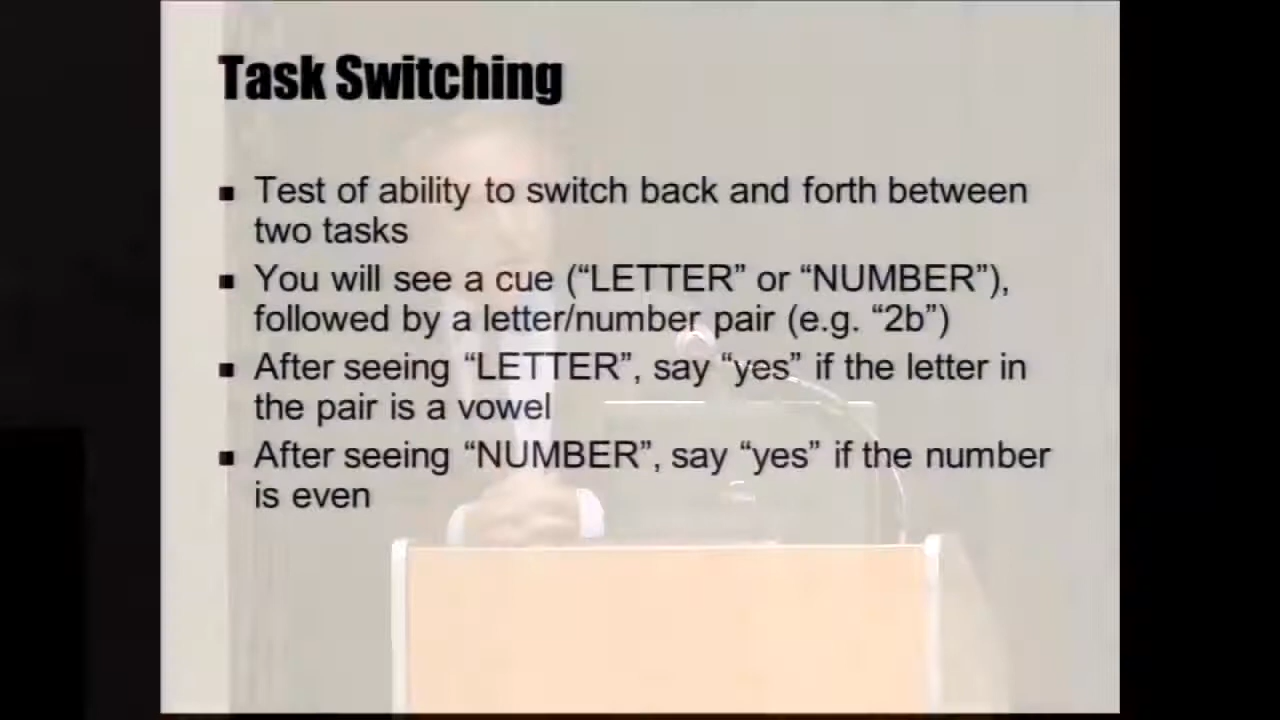 Task Switching
Test of ability to switch back and forth between
two tasks
You will see a cue (“LETTER” or “NUMBER”),
followed by a letter/number pair (e.g. “2b”)
After seeing “LETTER”, say “yes” if the letter in
the pair is a vowel
After seeing “NUMBER”, say “yes” if the number
is even